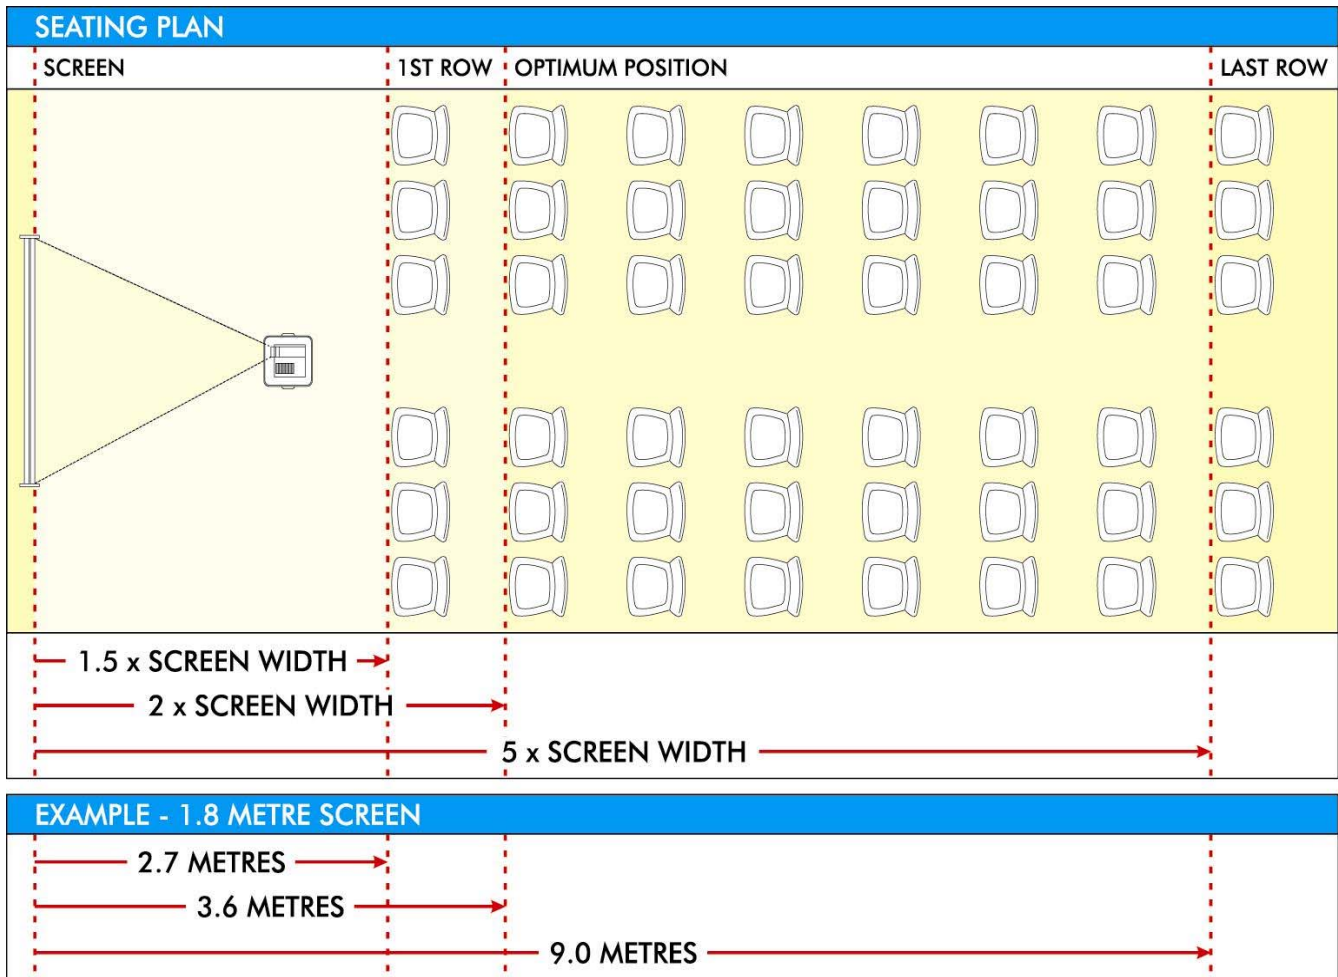 SEATING PLAN
SCREEN
1ST ROW
OPTIMUM POSITION
LAST ROW
1.5 x SCREEN WIDTH
2 x SCREEN WIDTH
5 x SCREEN WIDTH
EXAMPLE - 1.8 METRE SCREEN
2.7 METRES
3.6 METRES
9.0 METRES